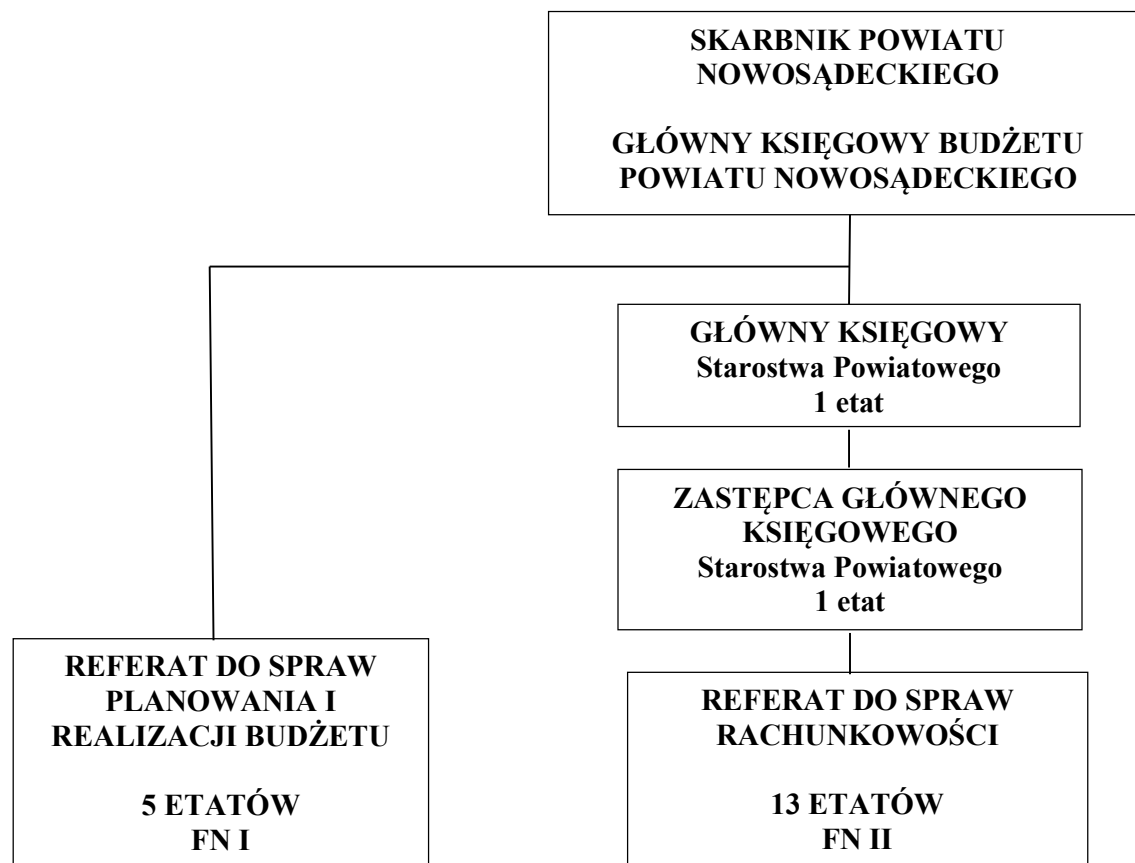 SKARBNIK POWIATU
NOWOSĄDECKIEGO
GŁÓWNY KSIĘGOWY BUDŻETU
POWIATU NOWOSĄDECKIEGO
GŁÓWNY KSIĘGOWY
Starostwa Powiatowego
1 etat
ZASTĘPCA GŁÓWNEGO
KSIĘGOWEGO
Starostwa Powiatowego
1 etat
REFERAT DO SPRAW
PLANOWANIA I
REALIZACJI BUDŻETU
5 ETATÓW
FN I
REFERAT DO SPRAW
RACHUNKOWOŚCI
13 ETATÓW
FN II